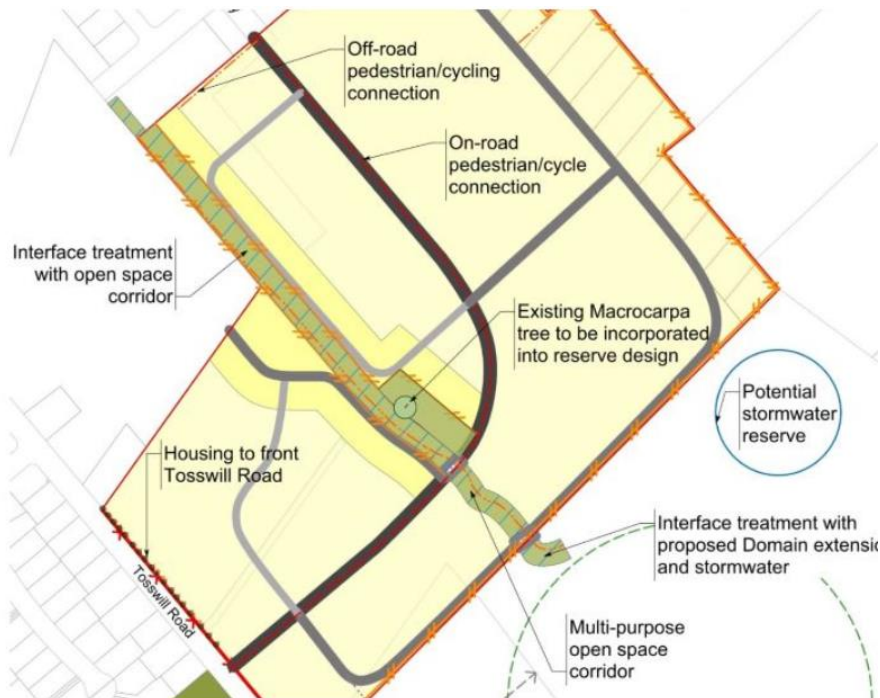 Off-road
pedestrian/cycling
connection
On-road
pedestrian/cycle
connection
Interface treatment
with open space
corridor
Existing Macrocarpa
tree to be incorporated
into reserve design
Potential
stormwater
reserve
Housing to front
Tosswill Road
Tosswill Road
Interface treatment with
proposed Domain extensio
and stormwater
Multi-purpose
open space
corridor